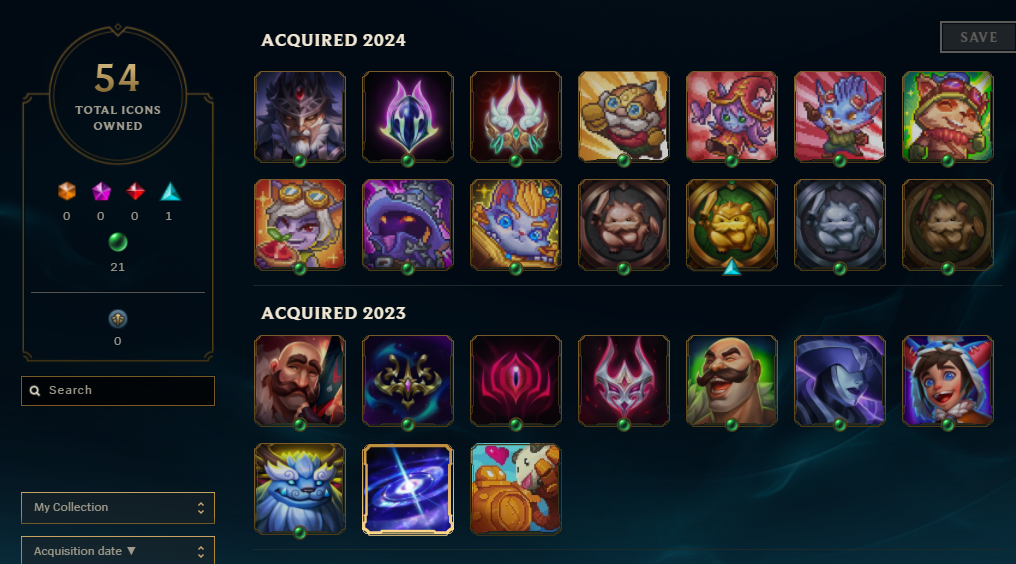 ACQUIRED 2024
SAVE
54
TOTAL ICONS
OWNED
0 0 0 1
21
0
ACQUIRED 2023
Search
My Collection
Acquisition date ▼